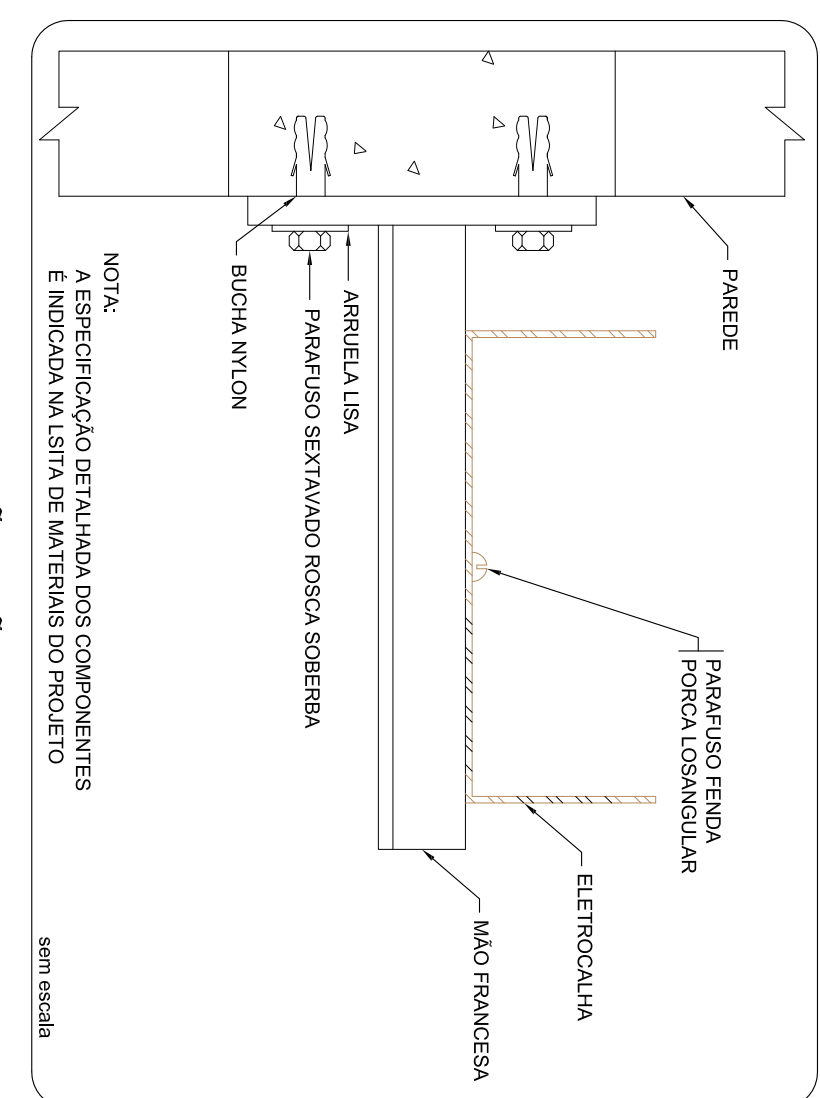 PAREDE
PARAFUSO FENDA
PORCA LOSANGULAR
ELETROCALHA
MÃO FRANCESA
ARRUELA LISA
PARAFUSO SEXTAVADO ROSCA SOBERBA
BUCHA NYLON
NOTA:
A ESPECIFICAÇÃO DETALHADA DOS COMPONENTES
É INDICADA NA LSITA DE MATERIAIS DO PROJETO
sem escala